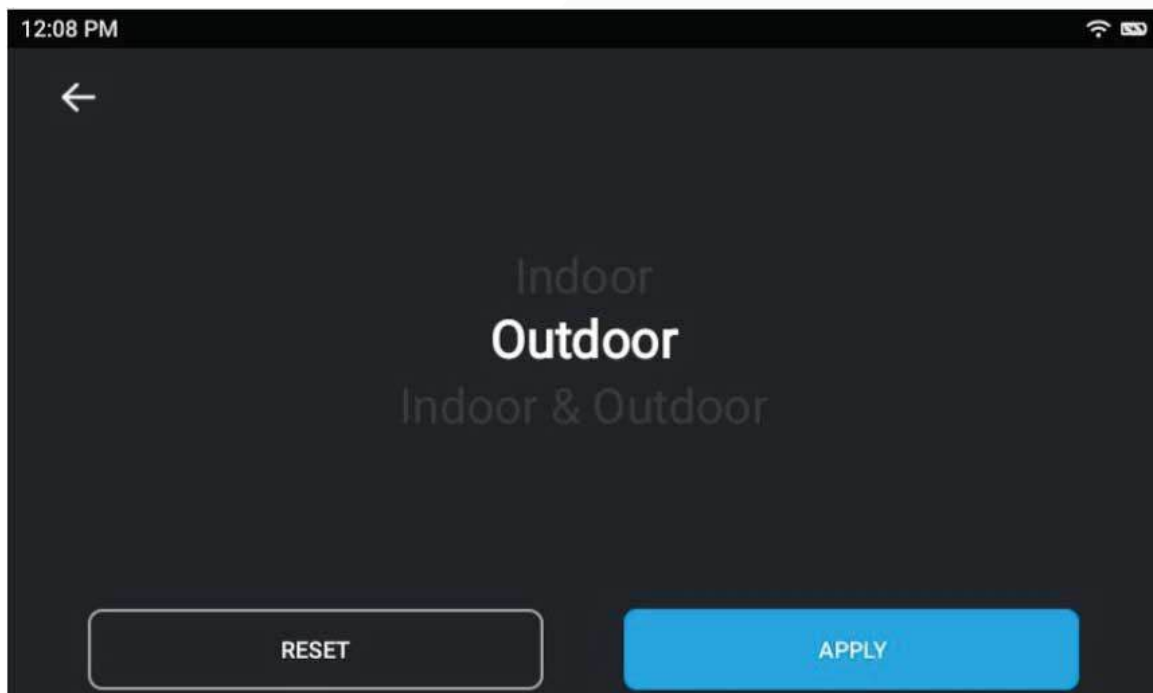 12:08 PM
Indoor
Outdoor
Indoor & Outdoor
RESET
APPLY